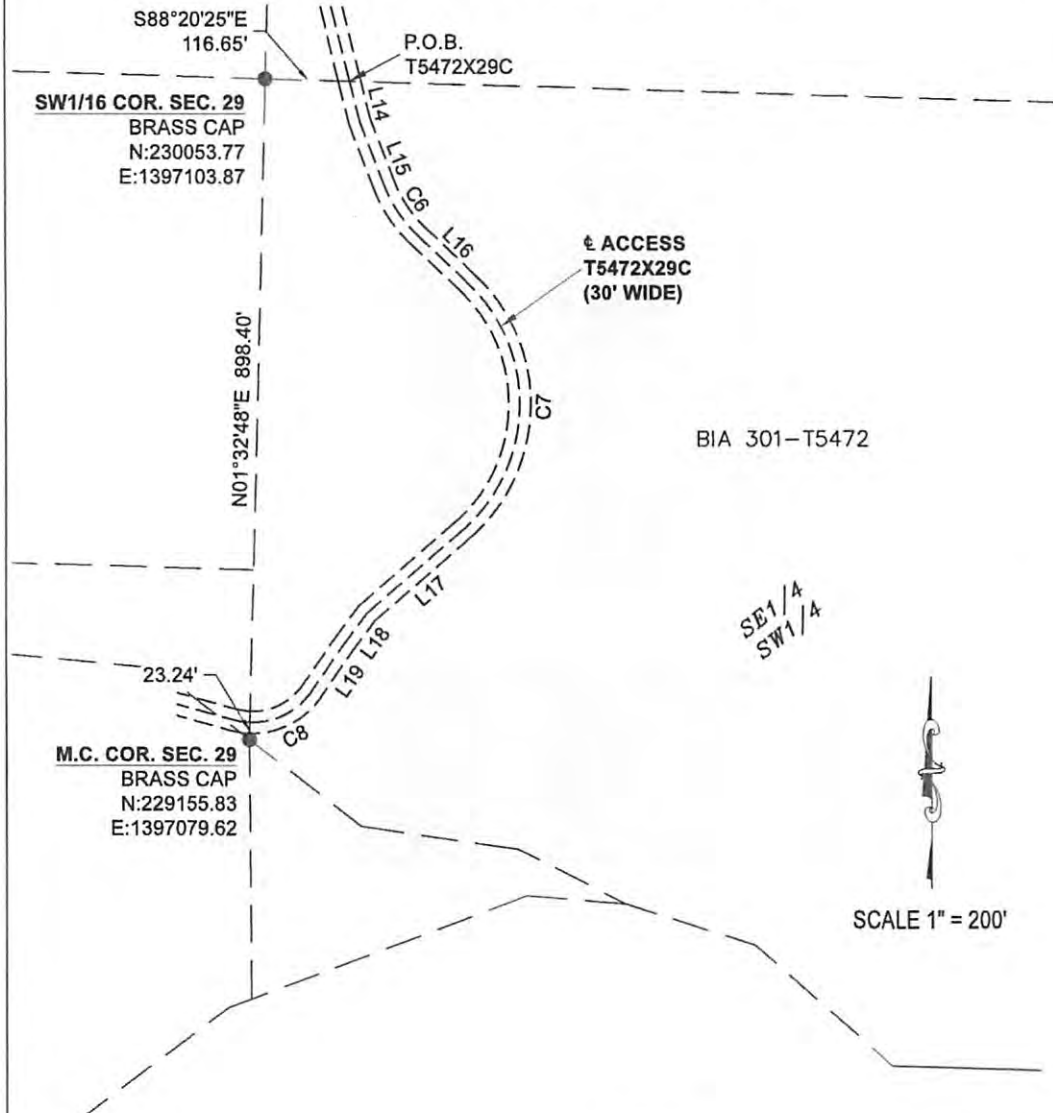 S88°20'25"E
116.65'
P.O.B.
T5472X29C
SW1/16 COR. SEC. 29
BRASS CAP
N:230053.77
E:1397103.87
L14
L15
C6
L16
℄ ACCESS
T5472X29C
(30' WIDE)
N01°32'48"E 898.40'
C7
BIA 301-T5472
L17
SE1/4
SW1/4
L18
L19
23.24'
C8
M.C. COR. SEC. 29
BRASS CAP
N:229155.83
E:1397079.62
SCALE 1" = 200'